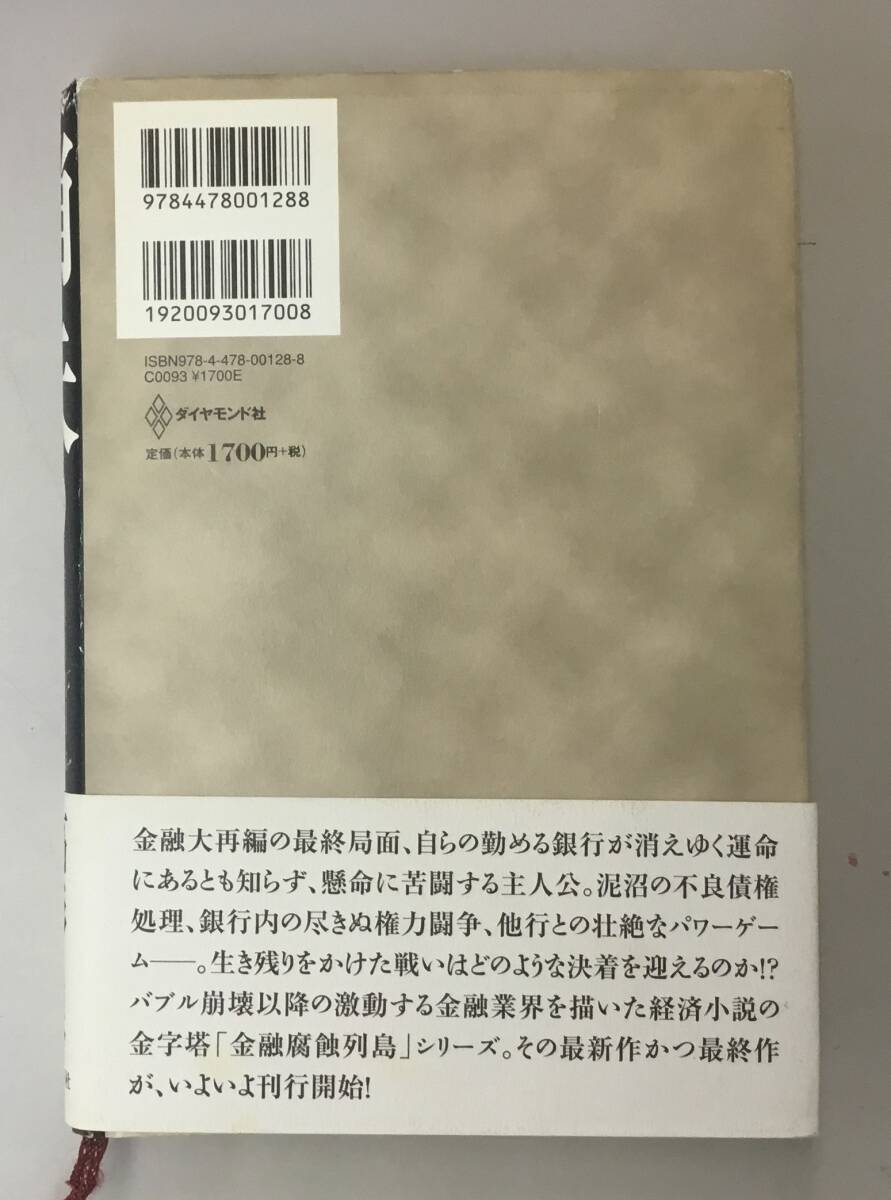 9784478001288
1920093017008
ISBN978-4-478-00128-8
C0093 ¥1700E
ダイヤモンド社
定価(本体1700円+税)
金融大再編の最終局面、自らの勤める銀行が消えゆく運命
にあるとも知らず、懸命に苦闘する主人公。泥沼の不良債権
処理、銀行内の尽きぬ権力闘争、他行との壮絶なパワーゲー
ム――。生き残りをかけた戦いはどのような決着を迎えるのか!?
バブル崩壊以降の激動する金融業界を描いた経済小説の
金字塔「金融腐蝕列島」シリーズ。その最新作かつ最終作
が、いよいよ刊行開始!